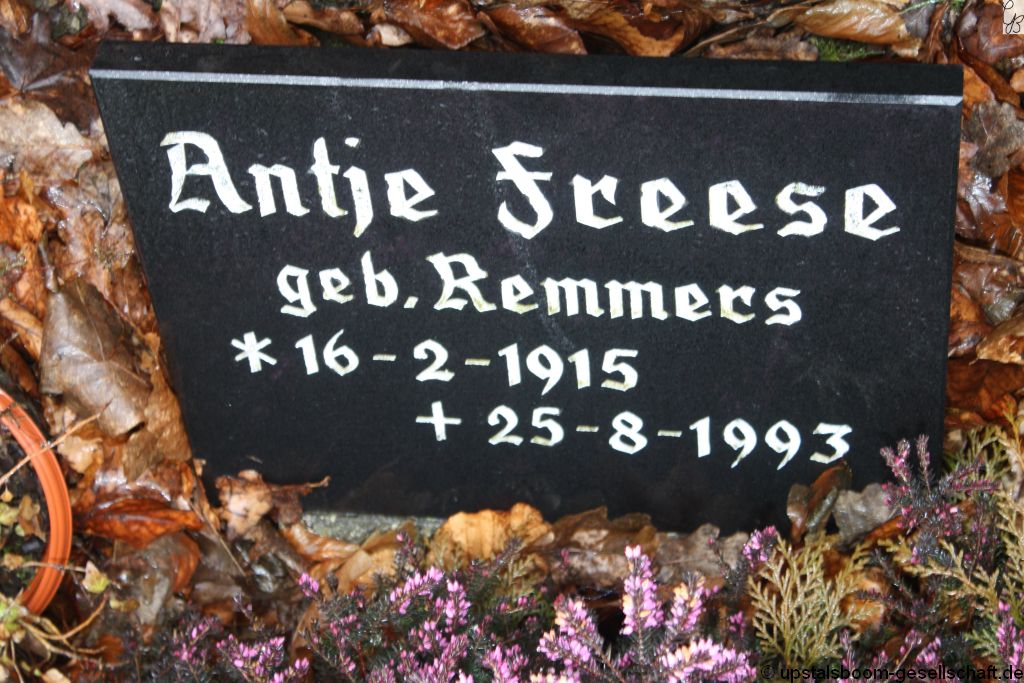 Antje Freese
geb. Remmers
* 16-2-1915
+ 25-8-1993
© upstalsboom-gesellschaft.de